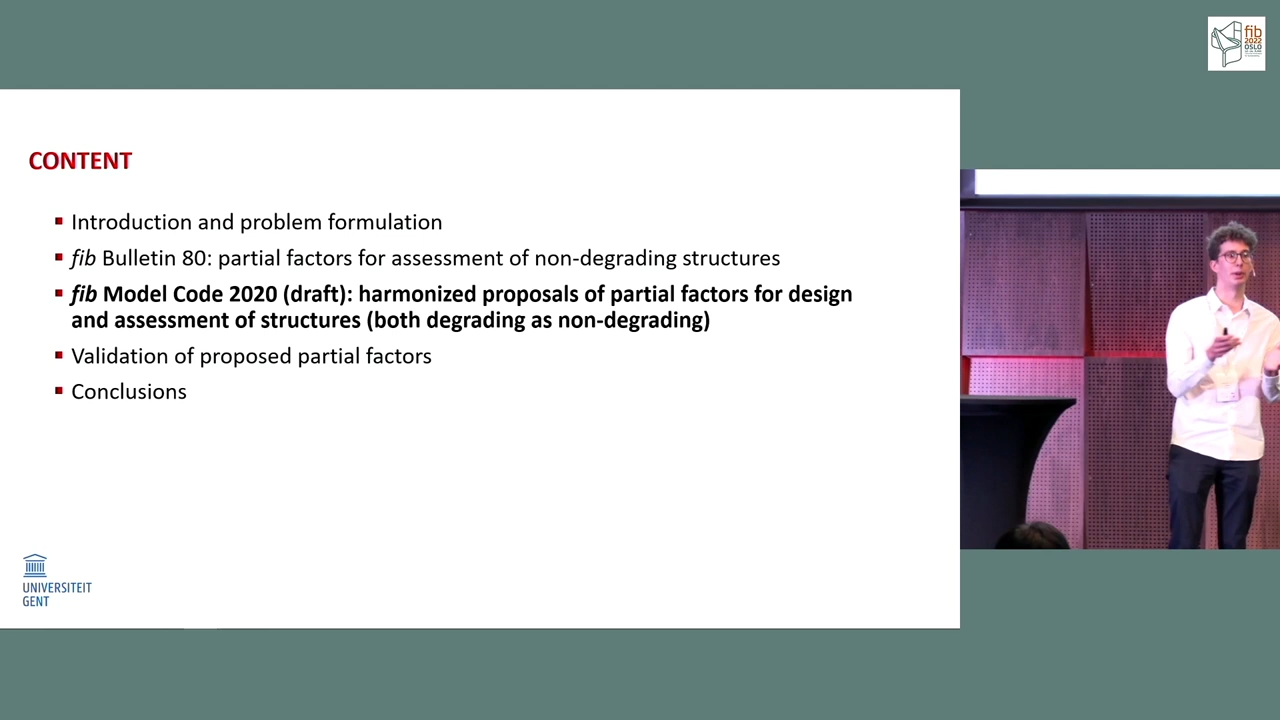 fib
2022
OSLO
CONTENT
Introduction and problem formulation
fib Bulletin 80: partial factors for assessment of non-degrading structures
fib Model Code 2020 (draft): harmonized proposals of partial factors for design
and assessment of structures (both degrading as non-degrading)
Validation of proposed partial factors
Conclusions
UNIVERSITEIT
GENT